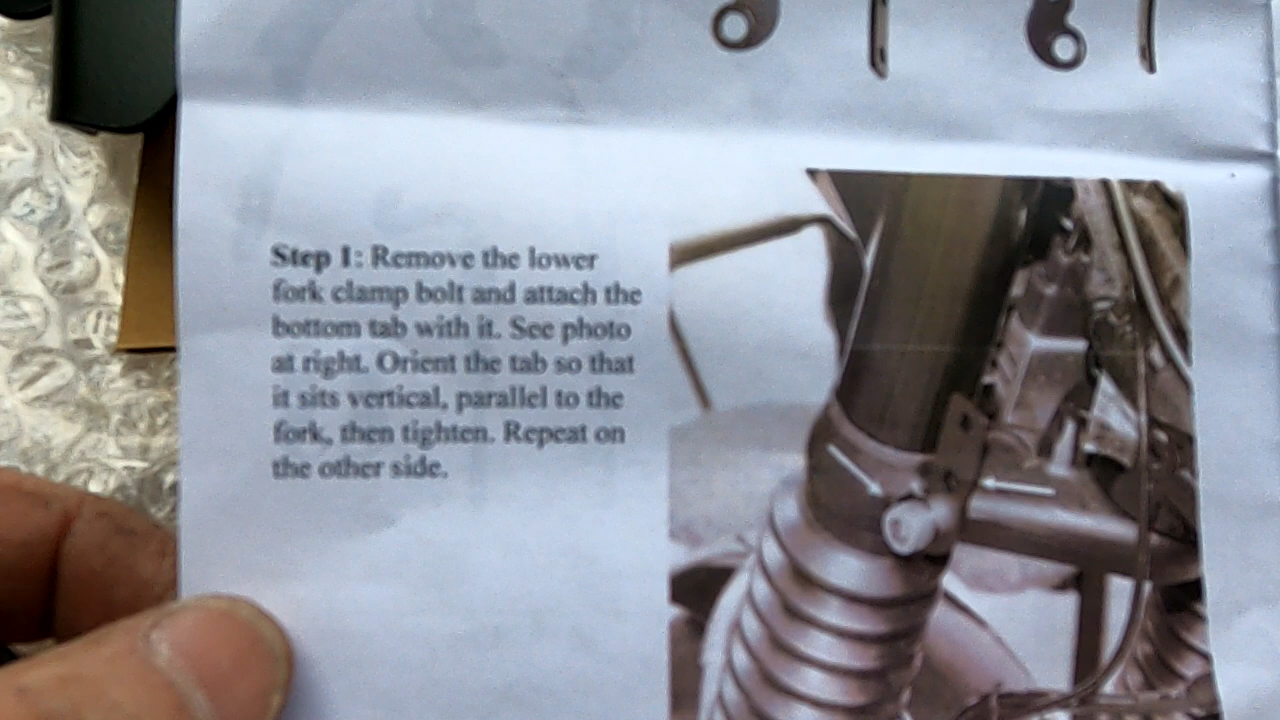 Step 1: Remove the lower
fork clamp bolt and attach the
bottom tab with it. See photo
at right. Orient the tab so that
it sits vertical, parallel to the
fork, then tighten. Repeat on
the other side.